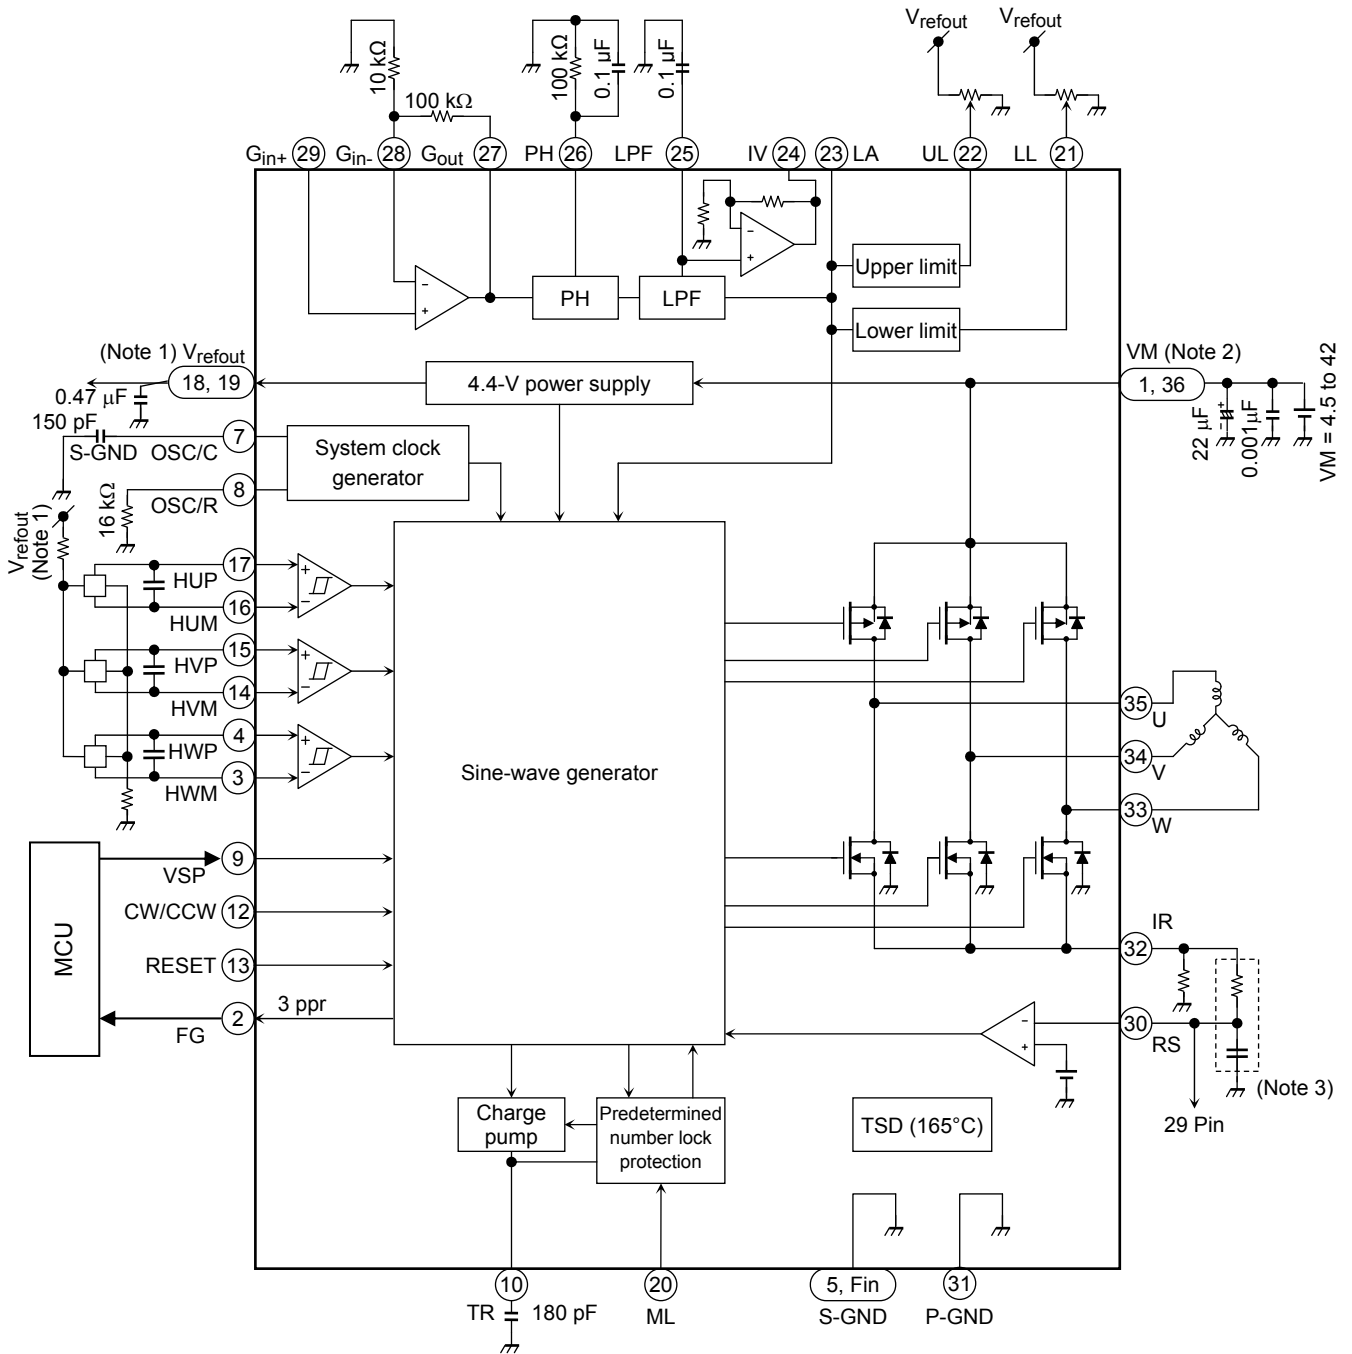 Vrefout
Vrefout
10 kΩ
100 kΩ
100 kΩ
0.1 μF
0.1 μF
Gin+ 29
Gin- 28
Gout 27
PH 26
LPF 25
IV 24
23 LA
UL 22
LL 21
Upper limit
Lower limit
PH
LPF
(Note 1) Vrefout
18, 19
0.47 μF
4.4-V power supply
VM (Note 2)
1, 36
22 μF
0.001μF
VM = 4.5 to 42
150 pF
S-GND
OSC/C
7
System clock
generator
8
OSC/R
16 kΩ
Vrefout
(Note 1)
17
HUP
16
HUM
15
HVP
14
HVM
4
HWP
3
HWM
Sine-wave generator
35
U
34
V
33
W
MCU
9
VSP
CW/CCW 12
RESET 13
3 ppr
2
FG
IR
32
30
RS
(Note 3)
29 Pin
Charge
pump
Predetermined
number lock
protection
TSD (165°C)
10
TR
180 pF
20
ML
5, Fin
S-GND
31
P-GND
+
-
+
-
+
-
+
-
+
-
+
-
+
+